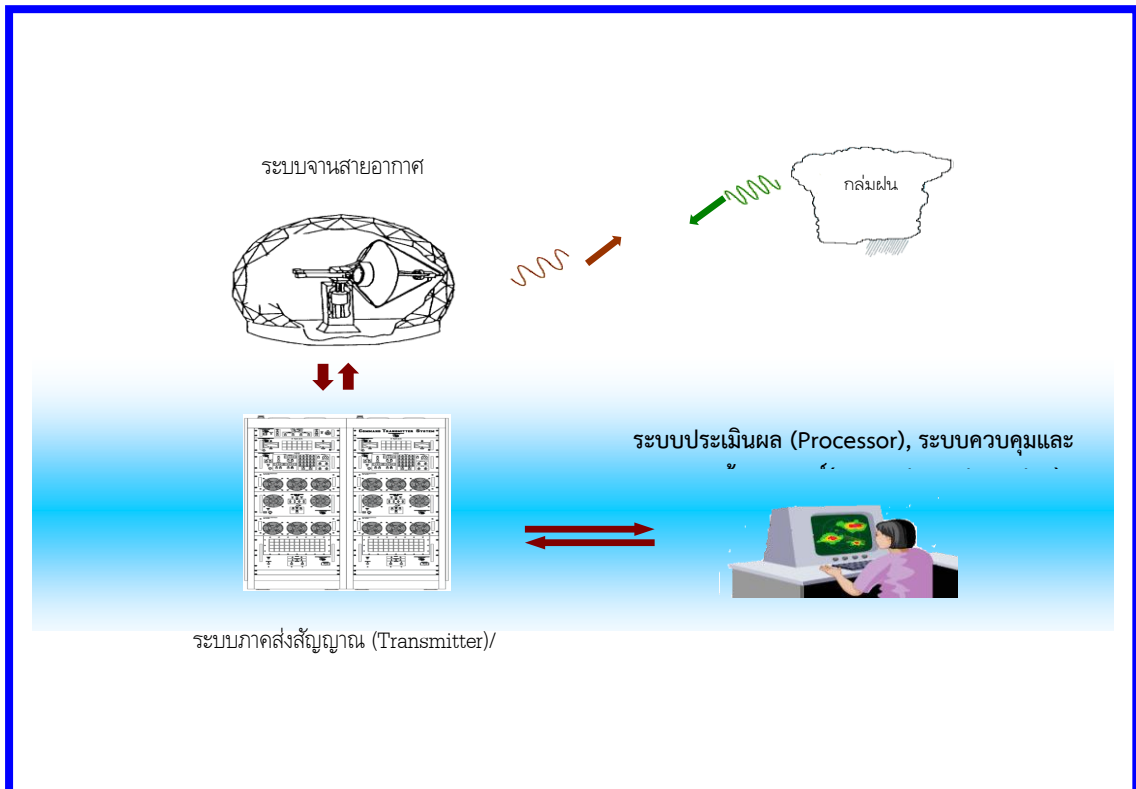 ระบบจานสายอากาศ
กลุ่มฝน
COMMAND TRANSMITTER SYSTEM
ระบบประเมินผล (Processor), ระบบควบคุมและ
ระบบภาคส่งสัญญาณ (Transmitter)/